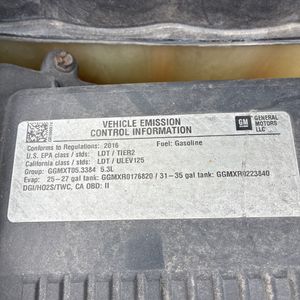 VEHICLE EMISSION
CONTROL INFORMATION
GM
GENERAL
MOTORS
LLC
Conforms to Regulations: 2016
Fuel: Gasoline
U.S. EPA class / stds: LDT / TIER2
California class / stds: LDT / ULEV125
Group: GGMXT05.3384 5.3L
Evap: 25-27 gal tank: GGMXR0176820 / 31-35 gal tank: GGMXR0223840
DGI/HO2S/TWC, CA OBD: II